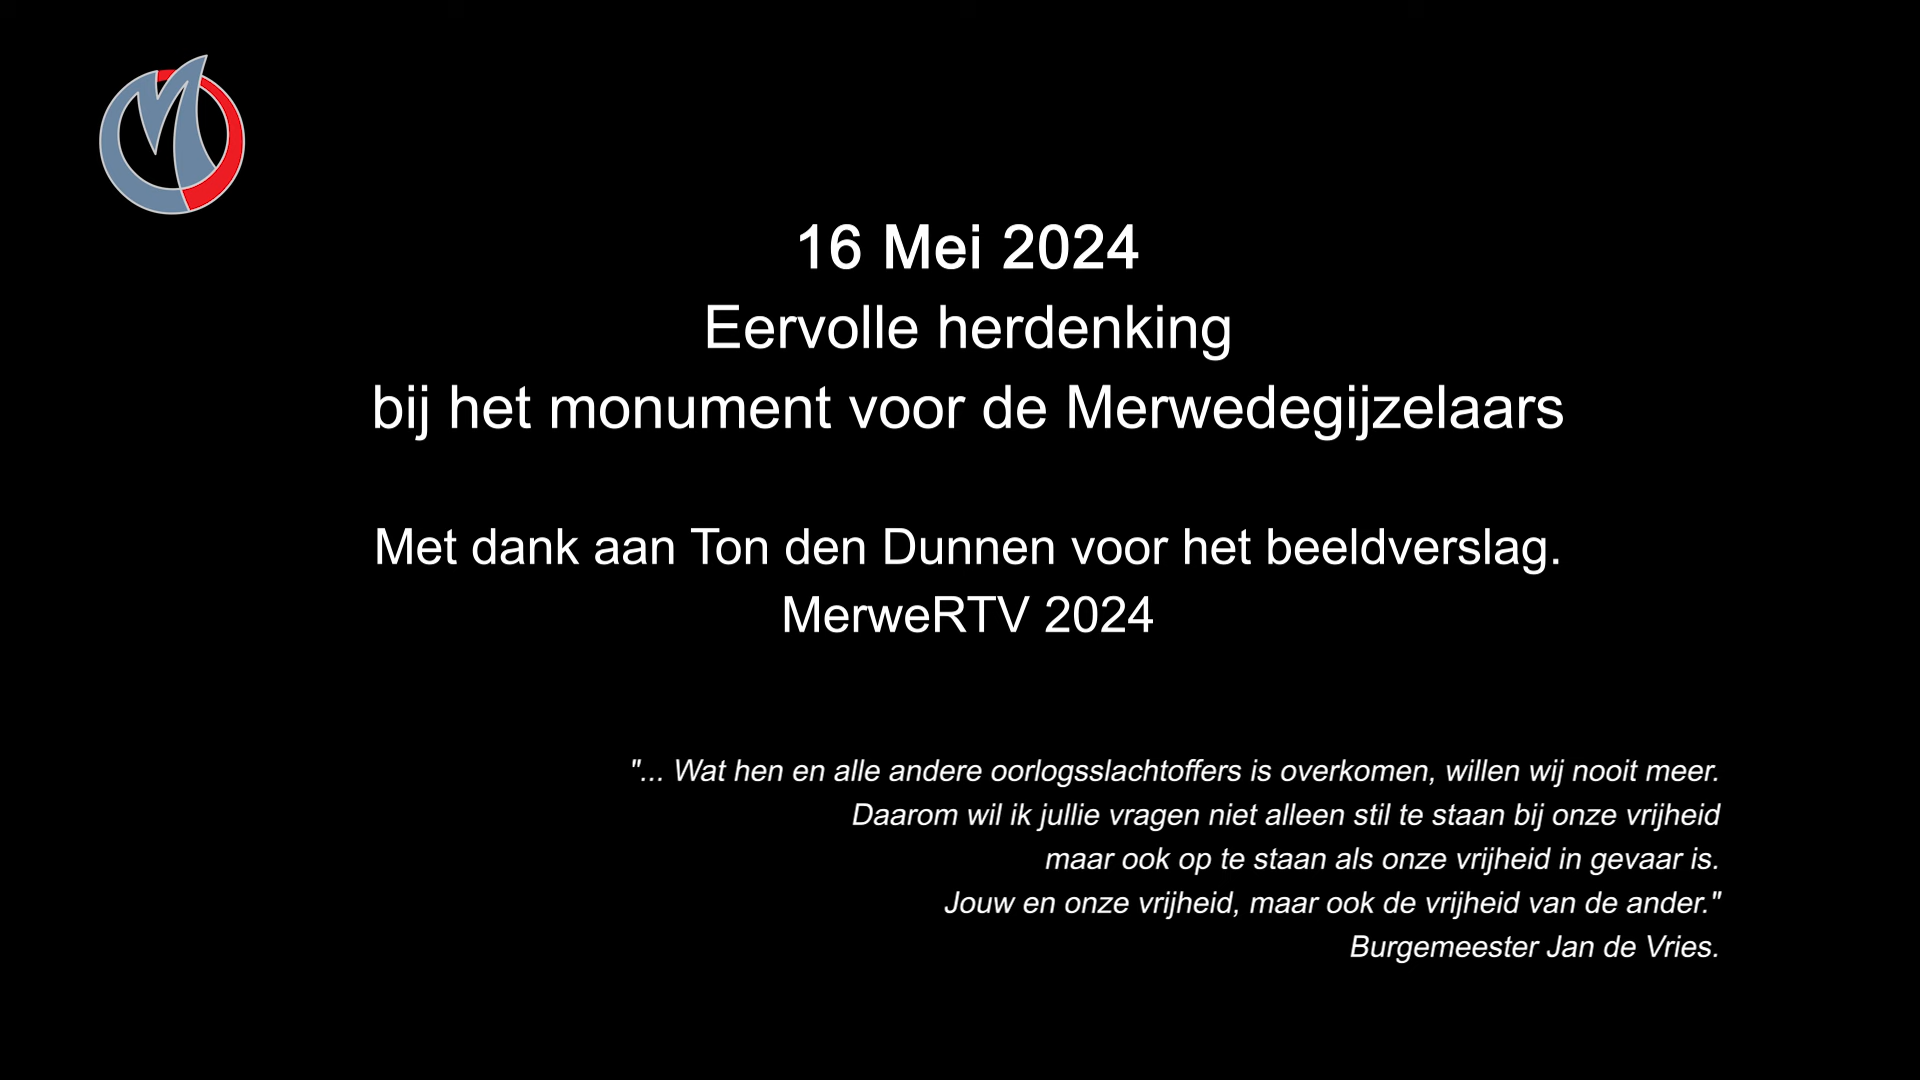 16 Mei 2024
Eervolle herdenking
bij het monument voor de Merwedegijzelaars
Met dank aan Ton den Dunnen voor het beeldverslag.
MerweRTV 2024
"... Wat hen en alle andere oorlogsslachtoffers is overkomen, willen wij nooit meer.
Daarom wil ik jullie vragen niet alleen stil te staan bij onze vrijheid
maar ook op te staan als onze vrijheid in gevaar is.
Jouw en onze vrijheid, maar ook de vrijheid van de ander."
Burgemeester Jan de Vries.